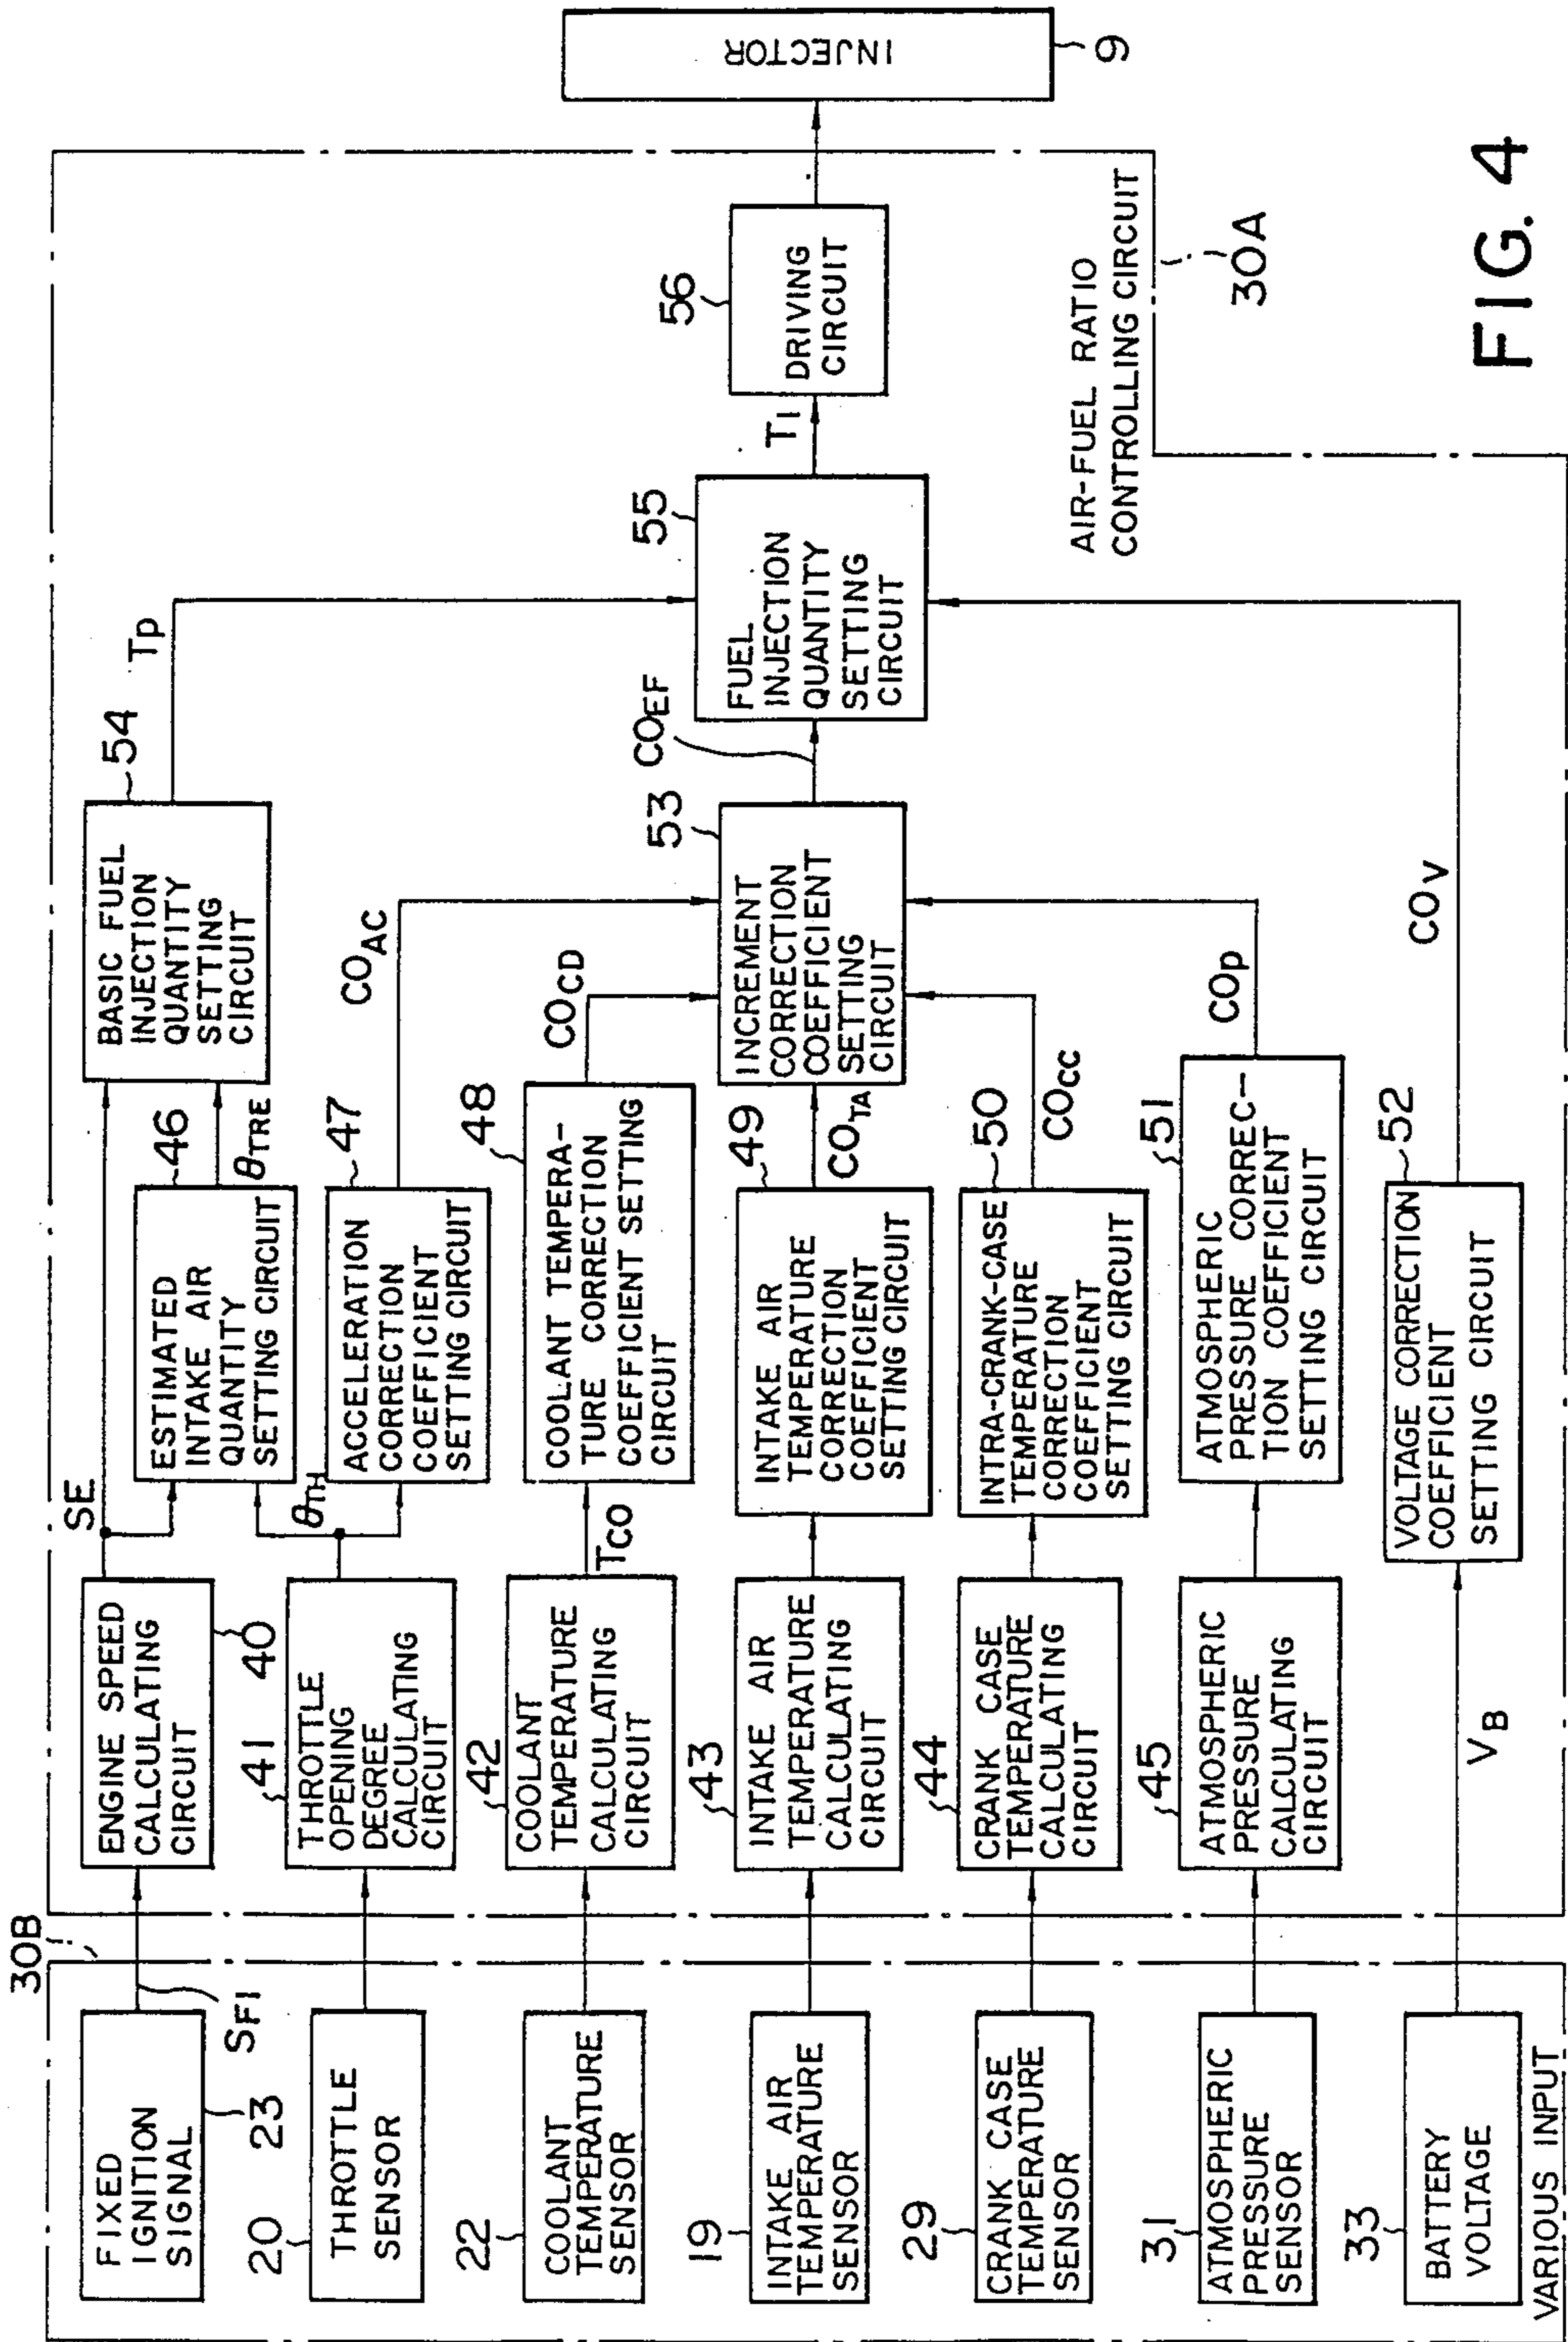 30B
FIXED
IGNITION
SIGNAL
23
SF1
20
THROTTLE
SENSOR
22
COOLANT
TEMPERATURE
SENSOR
19
INTAKE AIR
TEMPERATURE
SENSOR
29
CRANK CASE
TEMPERATURE
SENSOR
31
ATMOSPHERIC
PRESSURE
SENSOR
33
BATTERY
VOLTAGE
VARIOUS INPUT
ENGINE SPEED
CALCULATING
CIRCUIT
40
41
THROTTLE
OPENING
DEGREE
CALCULATING
CIRCUIT
42
COOLANT
TEMPERATURE
CALCULATING
CIRCUIT
43
INTAKE AIR
TEMPERATURE
CALCULATING
CIRCUIT
44
CRANK CASE
TEMPERATURE
CALCULATING
CIRCUIT
45
ATMOSPHERIC
PRESSURE
CALCULATING
CIRCUIT
VB
SE
θTH
TCO
46
ESTIMATED
INTAKE AIR
QUANTITY
SETTING CIRCUIT
θTRE
47
ACCELERATION
CORRECTION
COEFFICIENT
SETTING CIRCUIT
48
COOLANT TEMPERA-
TURE CORRECTION
COEFFICIENT SETTING
CIRCUIT
49
INTAKE AIR
TEMPERATURE
CORRECTION
COEFFICIENT
SETTING CIRCUIT
50
INTRA-CRANK-CASE
TEMPERATURE
CORRECTION
COEFFICIENT
SETTING CIRCUIT
51
ATMOSPHERIC
PRESSURE CORREC-
TION COEFFICIENT
SETTING CIRCUIT
52
VOLTAGE CORRECTION
COEFFICIENT
SETTING CIRCUIT
54
BASIC FUEL
INJECTION
QUANTITY
SETTING
CIRCUIT
Tp
COAC
COCD
COTA
COCC
COP
COV
53
INCREMENT
CORRECTION
COEFFICIENT
SETTING
CIRCUIT
COEF
55
FUEL
INJECTION
QUANTITY
SETTING
CIRCUIT
TI
56
DRIVING
CIRCUIT
AIR-FUEL RATIO
CONTROLLING CIRCUIT
30A
INJECTOR
9
FIG. 4